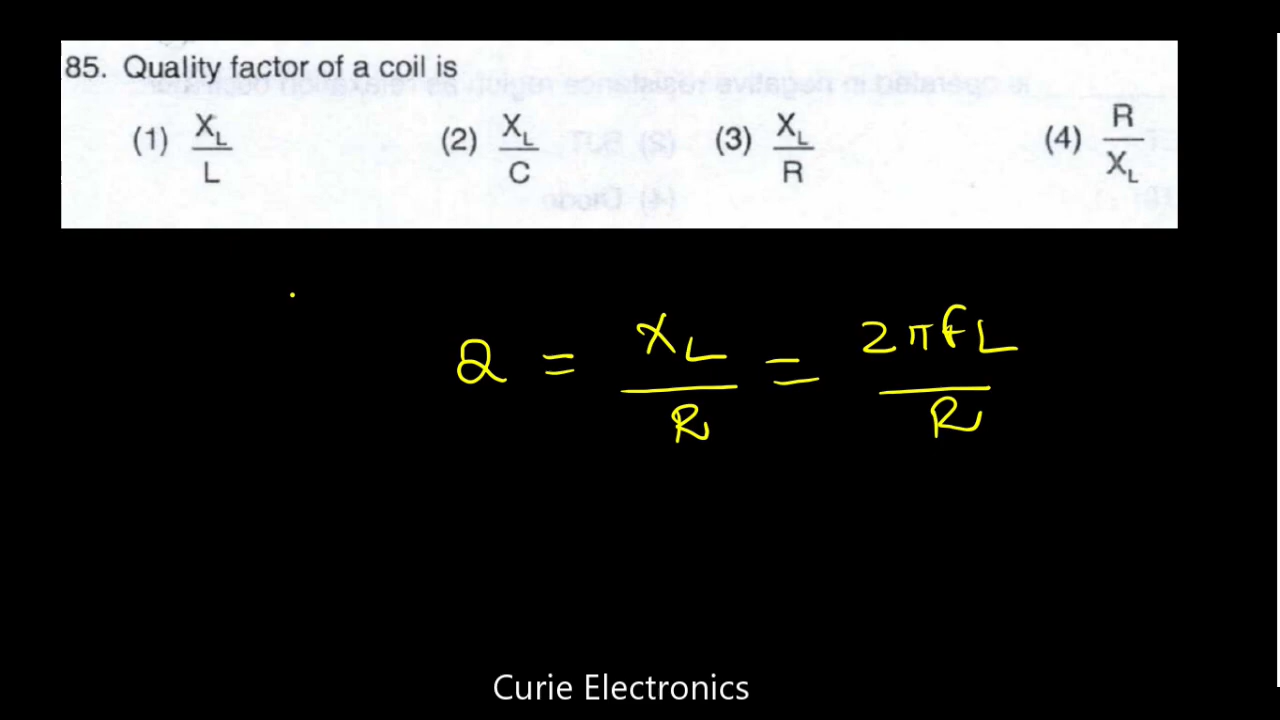 85. Quality factor of a coil is
(1) X_L / L (2) X_L / C (3) X_L / R (4) R / X_L
Q = X_L / R = 2πfL / R
Curie Electronics